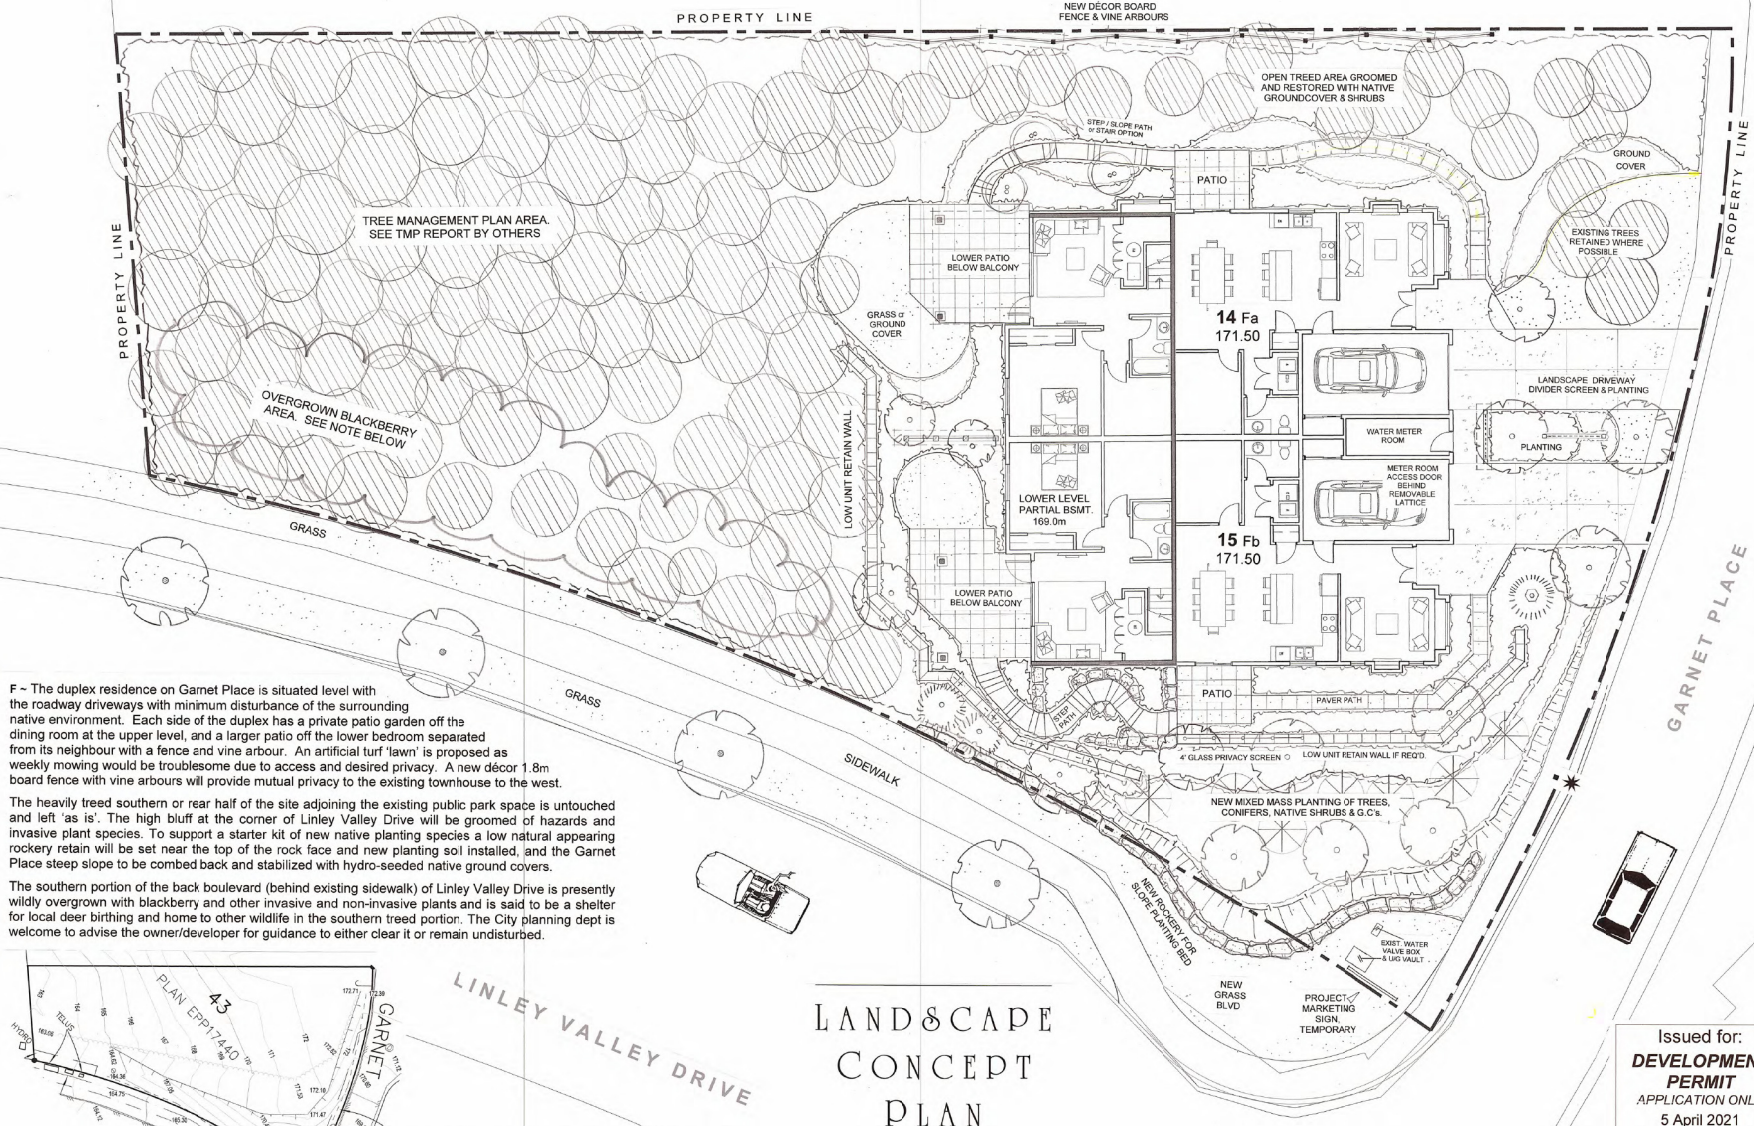 PROPERTY LINE
NEW DÉCOR BOARD
FENCE & VINE ARBOURS
OPEN TREED AREA GROOMED
AND RESTORED WITH NATIVE
GROUNDCOVER & SHRUBS
STEP / SLOPE PATH
or STAIR OPTION
GROUND
COVER
PROPERTY LINE
PATIO
TREE MANAGEMENT PLAN AREA.
SEE TMP REPORT BY OTHERS
PROPERTY LINE
EXISTING TREES
RETAINED WHERE
POSSIBLE
LOWER PATIO
BELOW BALCONY
GRASS or
GROUND
COVER
14 Fa
171.50
LANDSCAPE DRIVEWAY
DIVIDER SCREEN & PLANTING
OVERGROWN BLACKBERRY
AREA. SEE NOTE BELOW
LOW UNIT RETAIN WALL
WATER METER
ROOM
PLANTING
METER ROOM
ACCESS DOOR
BEHIND
REMOVABLE
LATTICE
LOWER LEVEL
PARTIAL BSMT.
169.0m
15 Fb
171.50
GRASS
LOWER PATIO
BELOW BALCONY
GARNET PLACE
GRASS
PATIO
PAVER PATH
STEP
PATH
SIDEWALK
4' GLASS PRIVACY SCREEN
LOW UNIT RETAIN WALL IF REQ'D.
NEW MIXED MASS PLANTING OF TREES,
CONIFERS, NATIVE SHRUBS & G.C's.
NEW ROCKERY FOR
SLOPE PLANTING BED
EXIST. WATER
VALVE BOX
& U/G VAULT
NEW
GRASS
BLVD
PROJECT
MARKETING
SIGN,
TEMPORARY
F ~ The duplex residence on Garnet Place is situated level with
the roadway driveways with minimum disturbance of the surrounding
native environment. Each side of the duplex has a private patio garden off the
dining room at the upper level, and a larger patio off the lower bedroom separated
from its neighbour with a fence and vine arbour. An artificial turf 'lawn' is proposed as
weekly mowing would be troublesome due to access and desired privacy. A new décor 1.8m
board fence with vine arbours will provide mutual privacy to the existing townhouse to the west.
The heavily treed southern or rear half of the site adjoining the existing public park space is untouched
and left 'as is'. The high bluff at the corner of Linley Valley Drive will be groomed of hazards and
invasive plant species. To support a starter kit of new native planting species a low natural appearing
rockery retain will be set near the top of the rock face and new planting soil installed, and the Garnet
Place steep slope to be combed back and stabilized with hydro-seeded native ground covers.
The southern portion of the back boulevard (behind existing sidewalk) of Linley Valley Drive is presently
wildly overgrown with blackberry and other invasive and non-invasive plants and is said to be a shelter
for local deer birthing and home to other wildlife in the southern treed portion. The City planning dept is
welcome to advise the owner/developer for guidance to either clear it or remain undisturbed.
LINLEY VALLEY DRIVE
LANDSCAPE
CONCEPT
PLAN
43
PLAN EPP17440
GARNET
TELUS
HYDRO
172.71
172.39
163.06
164.36
164.75
172.10
171.47
165.30
Issued for:
DEVELOPMEN
PERMIT
APPLICATION ONL
5 April 2021